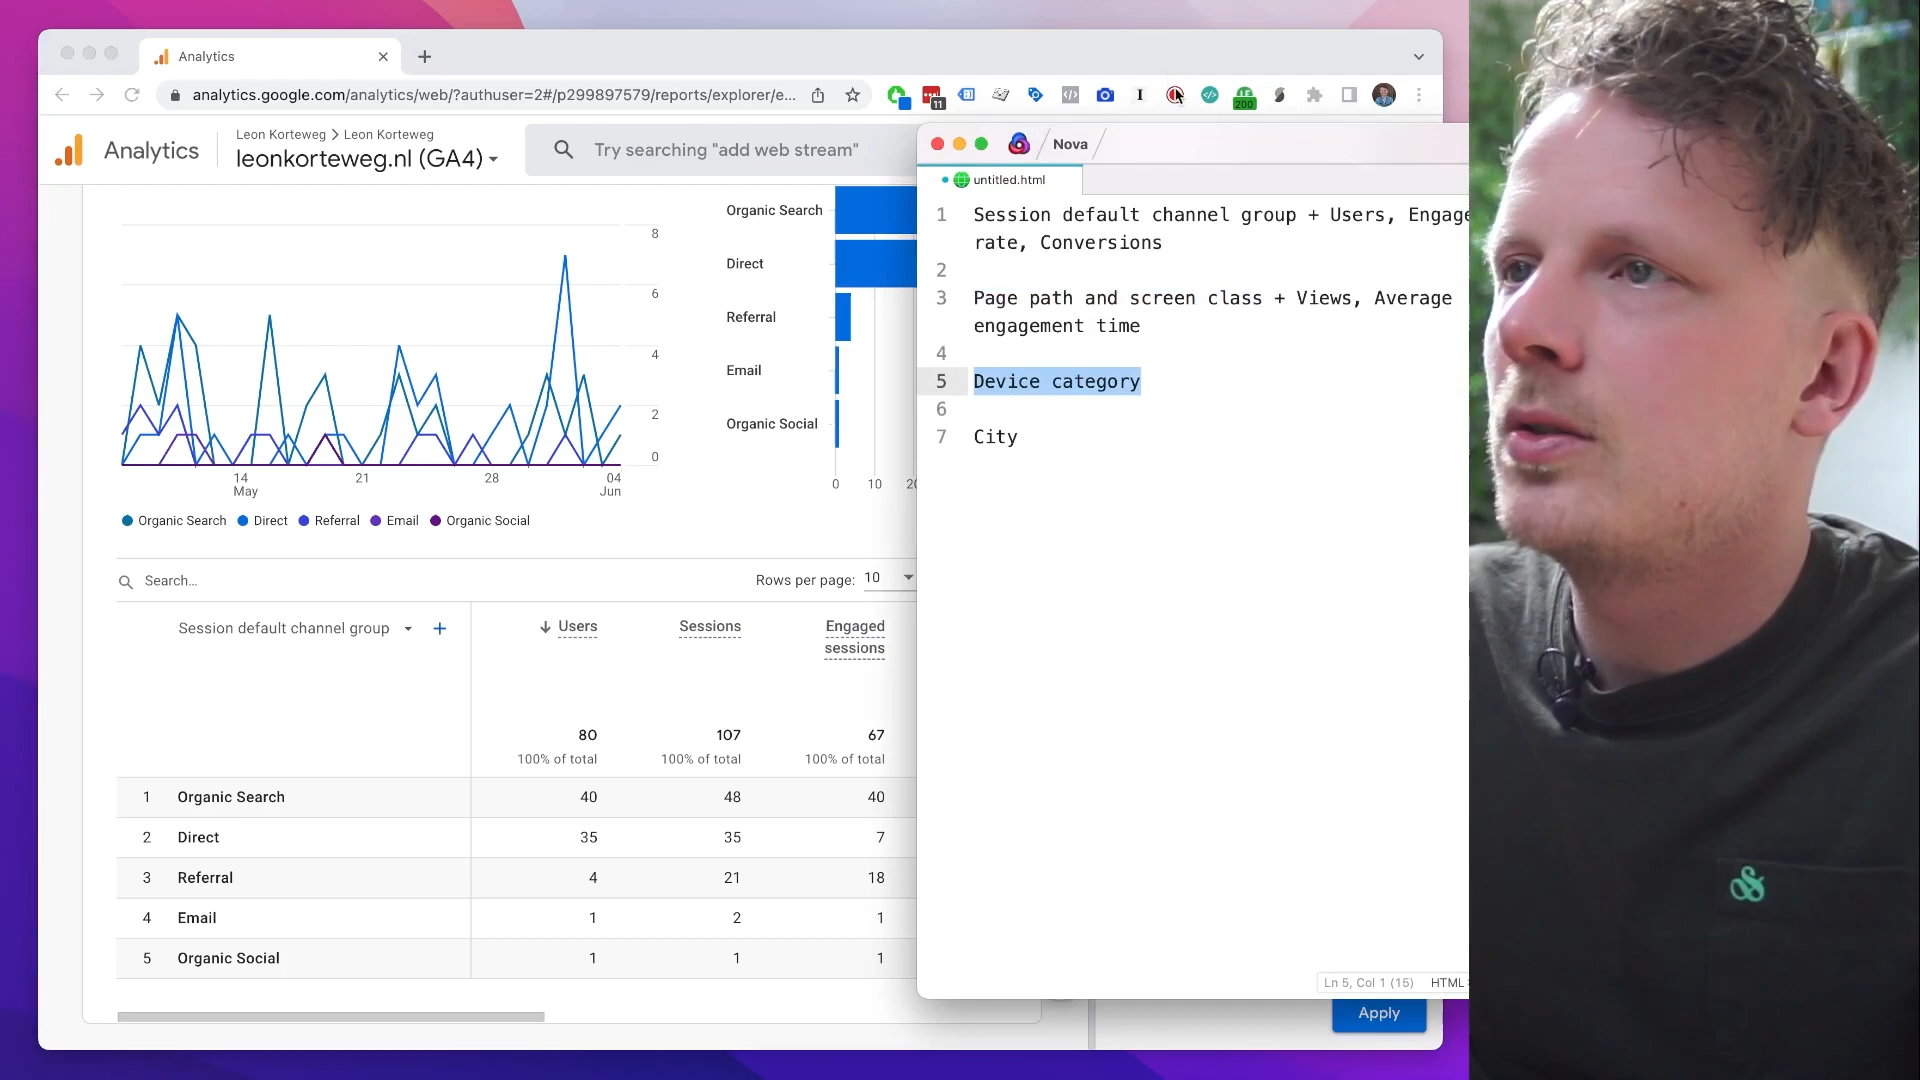 Analytics
analytics.google.com/analytics/web/?authuser=2#/p299897579/reports/explorer/e...
11
200
Analytics
Leon Korteweg > Leon Korteweg
leonkorteweg.nl (GA4)
Try searching "add web stream"
Nova
untitled.html
1 Session default channel group + Users, Engage
rate, Conversions
2
3 Page path and screen class + Views, Average
engagement time
4
5 Device category
6
7 City
Ln 5, Col 1 (15) HTML
8
6
4
2
0
14 May
21
28
04 Jun
Organic Search Direct Referral Email Organic Social
Organic Search
Direct
Referral
Email
Organic Social
0 10
Search...
Rows per page: 10
Session default channel group + Users Sessions Engaged sessions
80 107 67
100% of total 100% of total 100% of total
1 Organic Search 40 48 40
2 Direct 35 35 7
3 Referral 4 21 18
4 Email 1 2 1
5 Organic Social 1 1 1
Apply